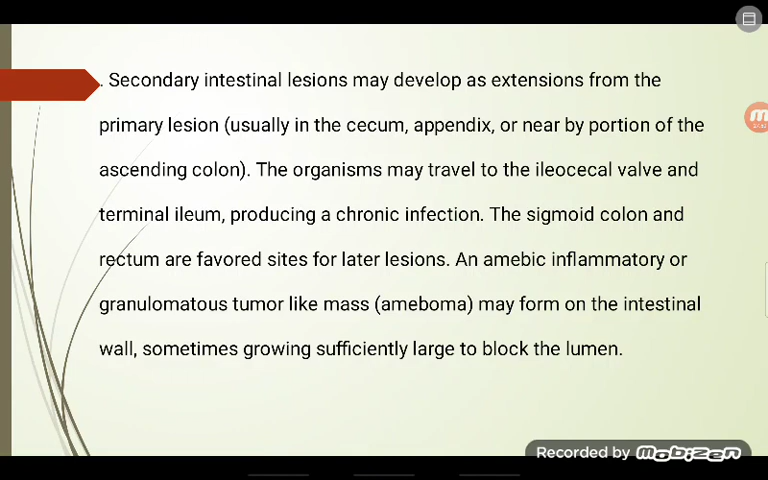 . Secondary intestinal lesions may develop as extensions from the
primary lesion (usually in the cecum, appendix, or near by portion of the
ascending colon). The organisms may travel to the ileocecal valve and
terminal ileum, producing a chronic infection. The sigmoid colon and
rectum are favored sites for later lesions. An amebic inflammatory or
granulomatous tumor like mass (ameboma) may form on the intestinal
wall, sometimes growing sufficiently large to block the lumen.
Recorded by mobizen